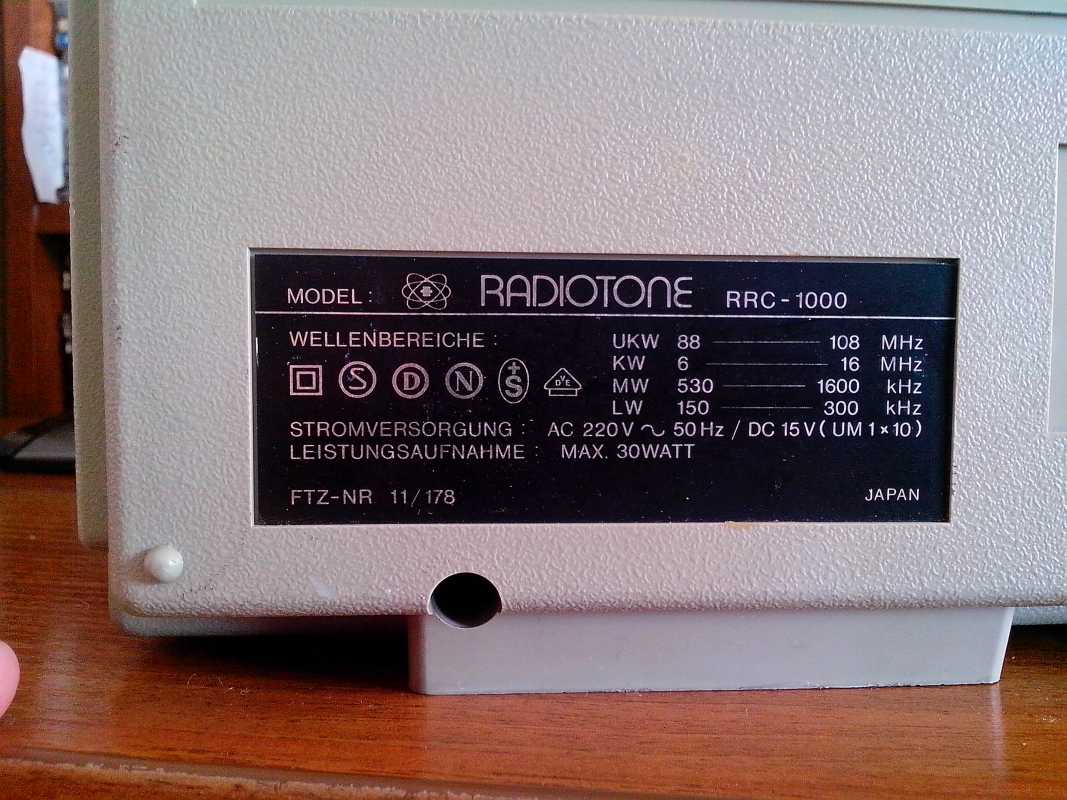 MODEL: RADIOTONE RRC-1000
WELLENBEREICHE: UKW 88 108 MHz
KW 6 16 MHz
MW 530 1600 kHz
LW 150 300 kHz
S D N +S DVE
STROMVERSORGUNG: AC 220V ~ 50Hz / DC 15V (UM 1×10)
LEISTUNGSAUFNAHME: MAX. 30WATT
FTZ-NR 11/178 JAPAN